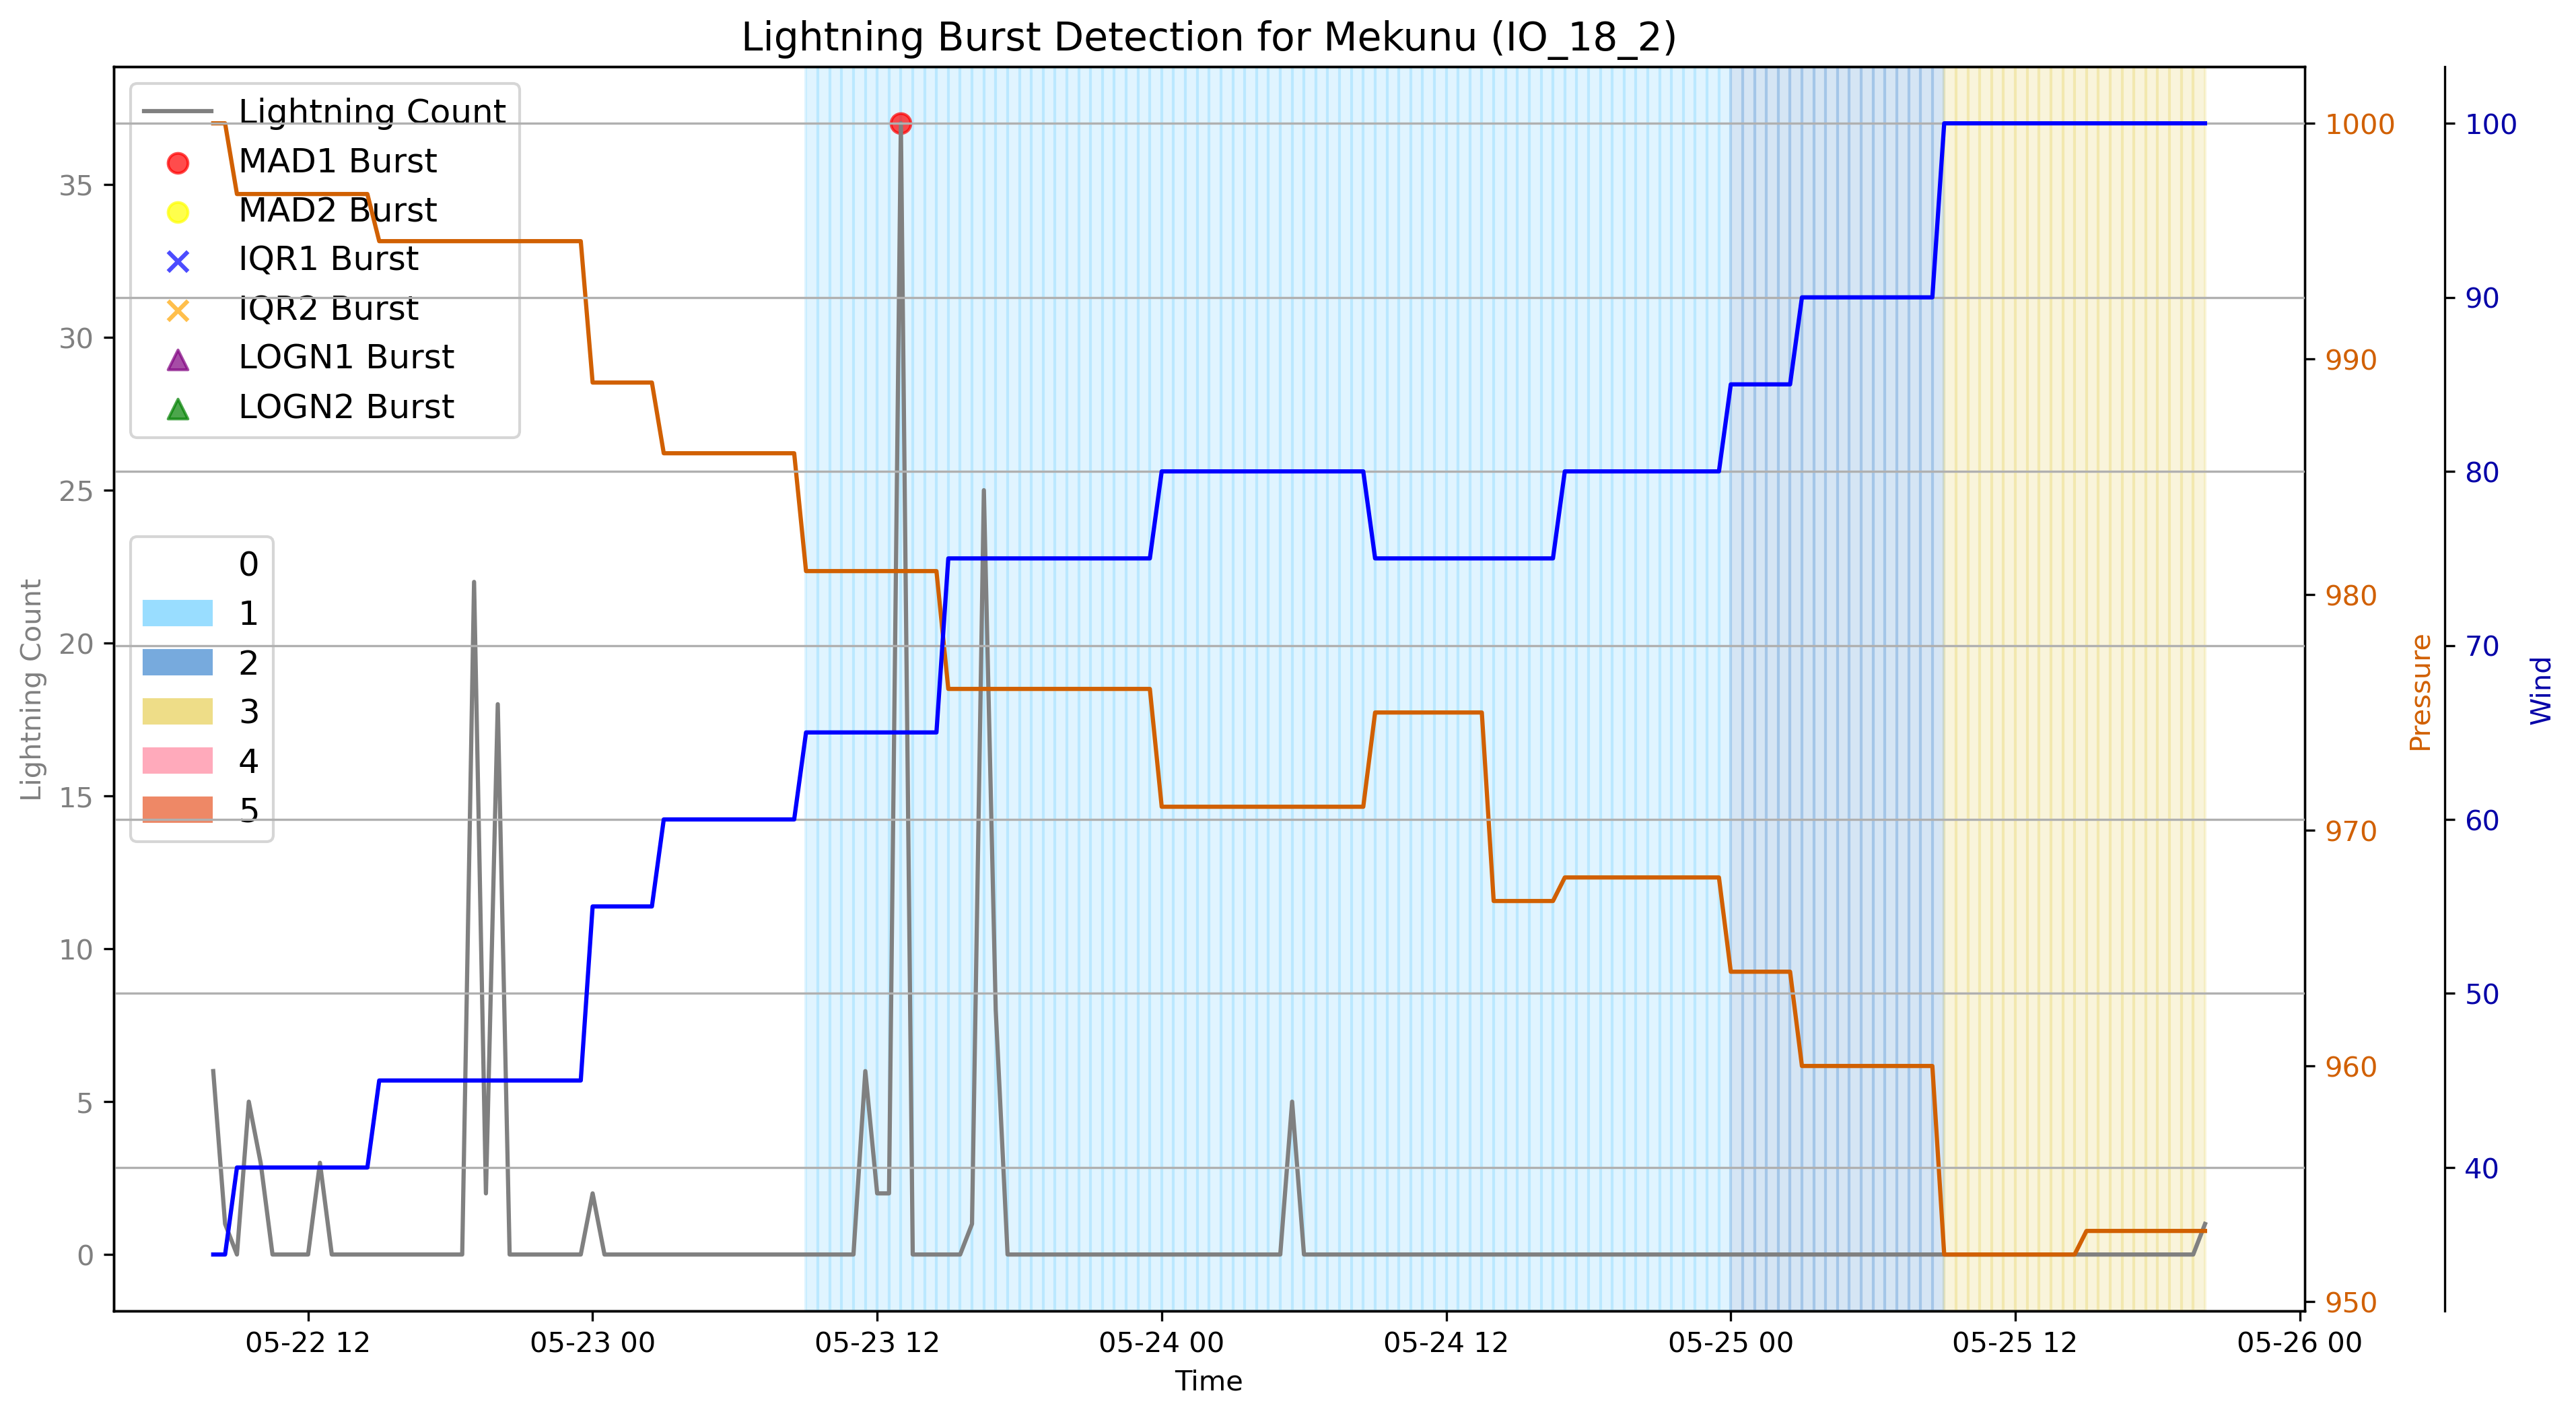 Lightning Burst Detection for Mekunu (IO_18_2)
Lightning Count
MAD1 Burst
MAD2 Burst
IQR1 Burst
IQR2 Burst
LOGN1 Burst
LOGN2 Burst
0
1
2
3
4
5
Lightning Count
35
30
25
20
15
10
5
0
1000
990
980
970
960
950
Pressure
100
90
80
70
60
50
40
Wind
05-22 12
05-23 00
05-23 12
05-24 00
05-24 12
05-25 00
05-25 12
05-26 00
Time